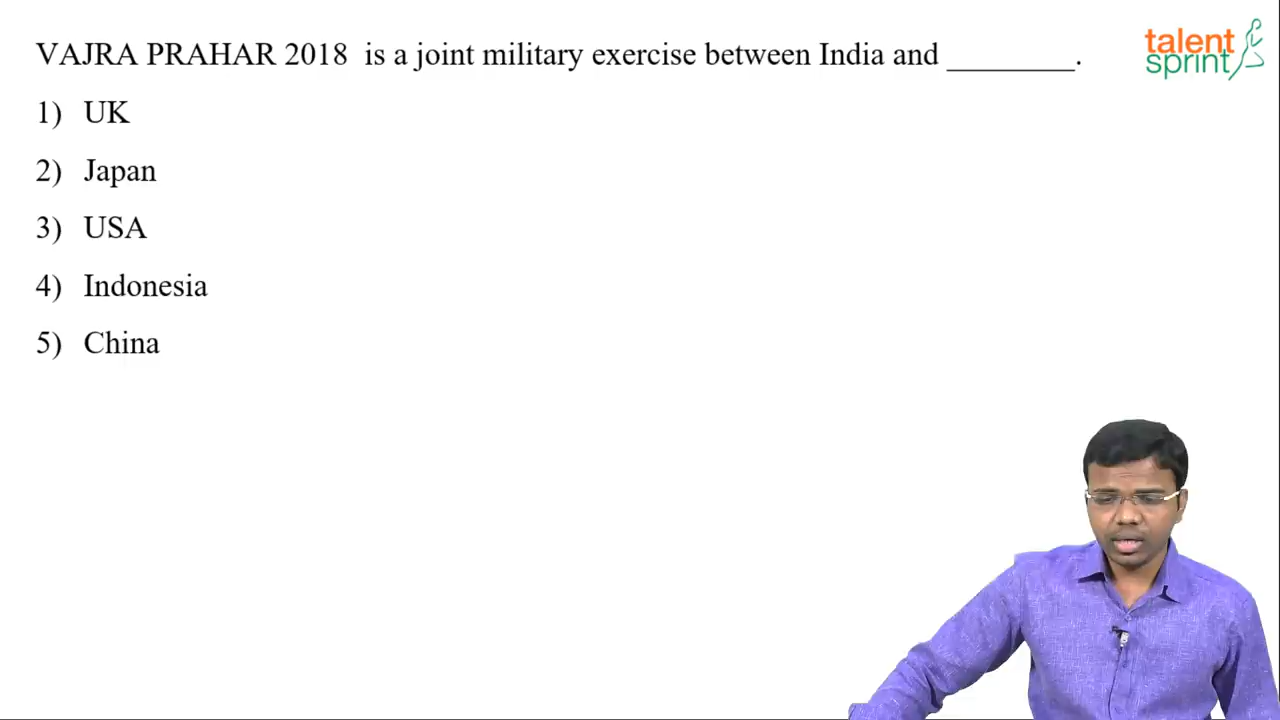 VAJRA PRAHAR 2018 is a joint military exercise between India and ________.
talent
sprint
1) UK
2) Japan
3) USA
4) Indonesia
5) China